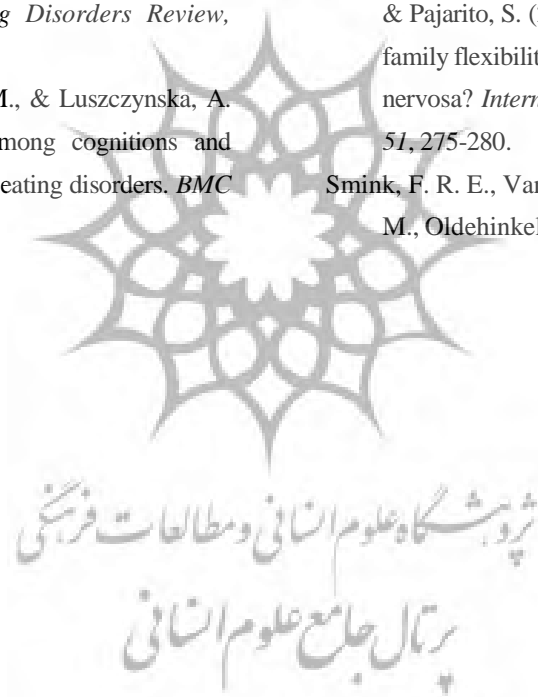 g Disorders Review,
M., & Luszczynska, A.
mong cognitions and
eating disorders. BMC
& Pajarito, S. (
family flexibilit
nervosa? Intern
51, 275-280.
Smink, F. R. E., Var
M., Oldehinkel
پژوهشگاه علوم انسانی و مطالعات فرهنگی
پرتال جامع علوم انسانی